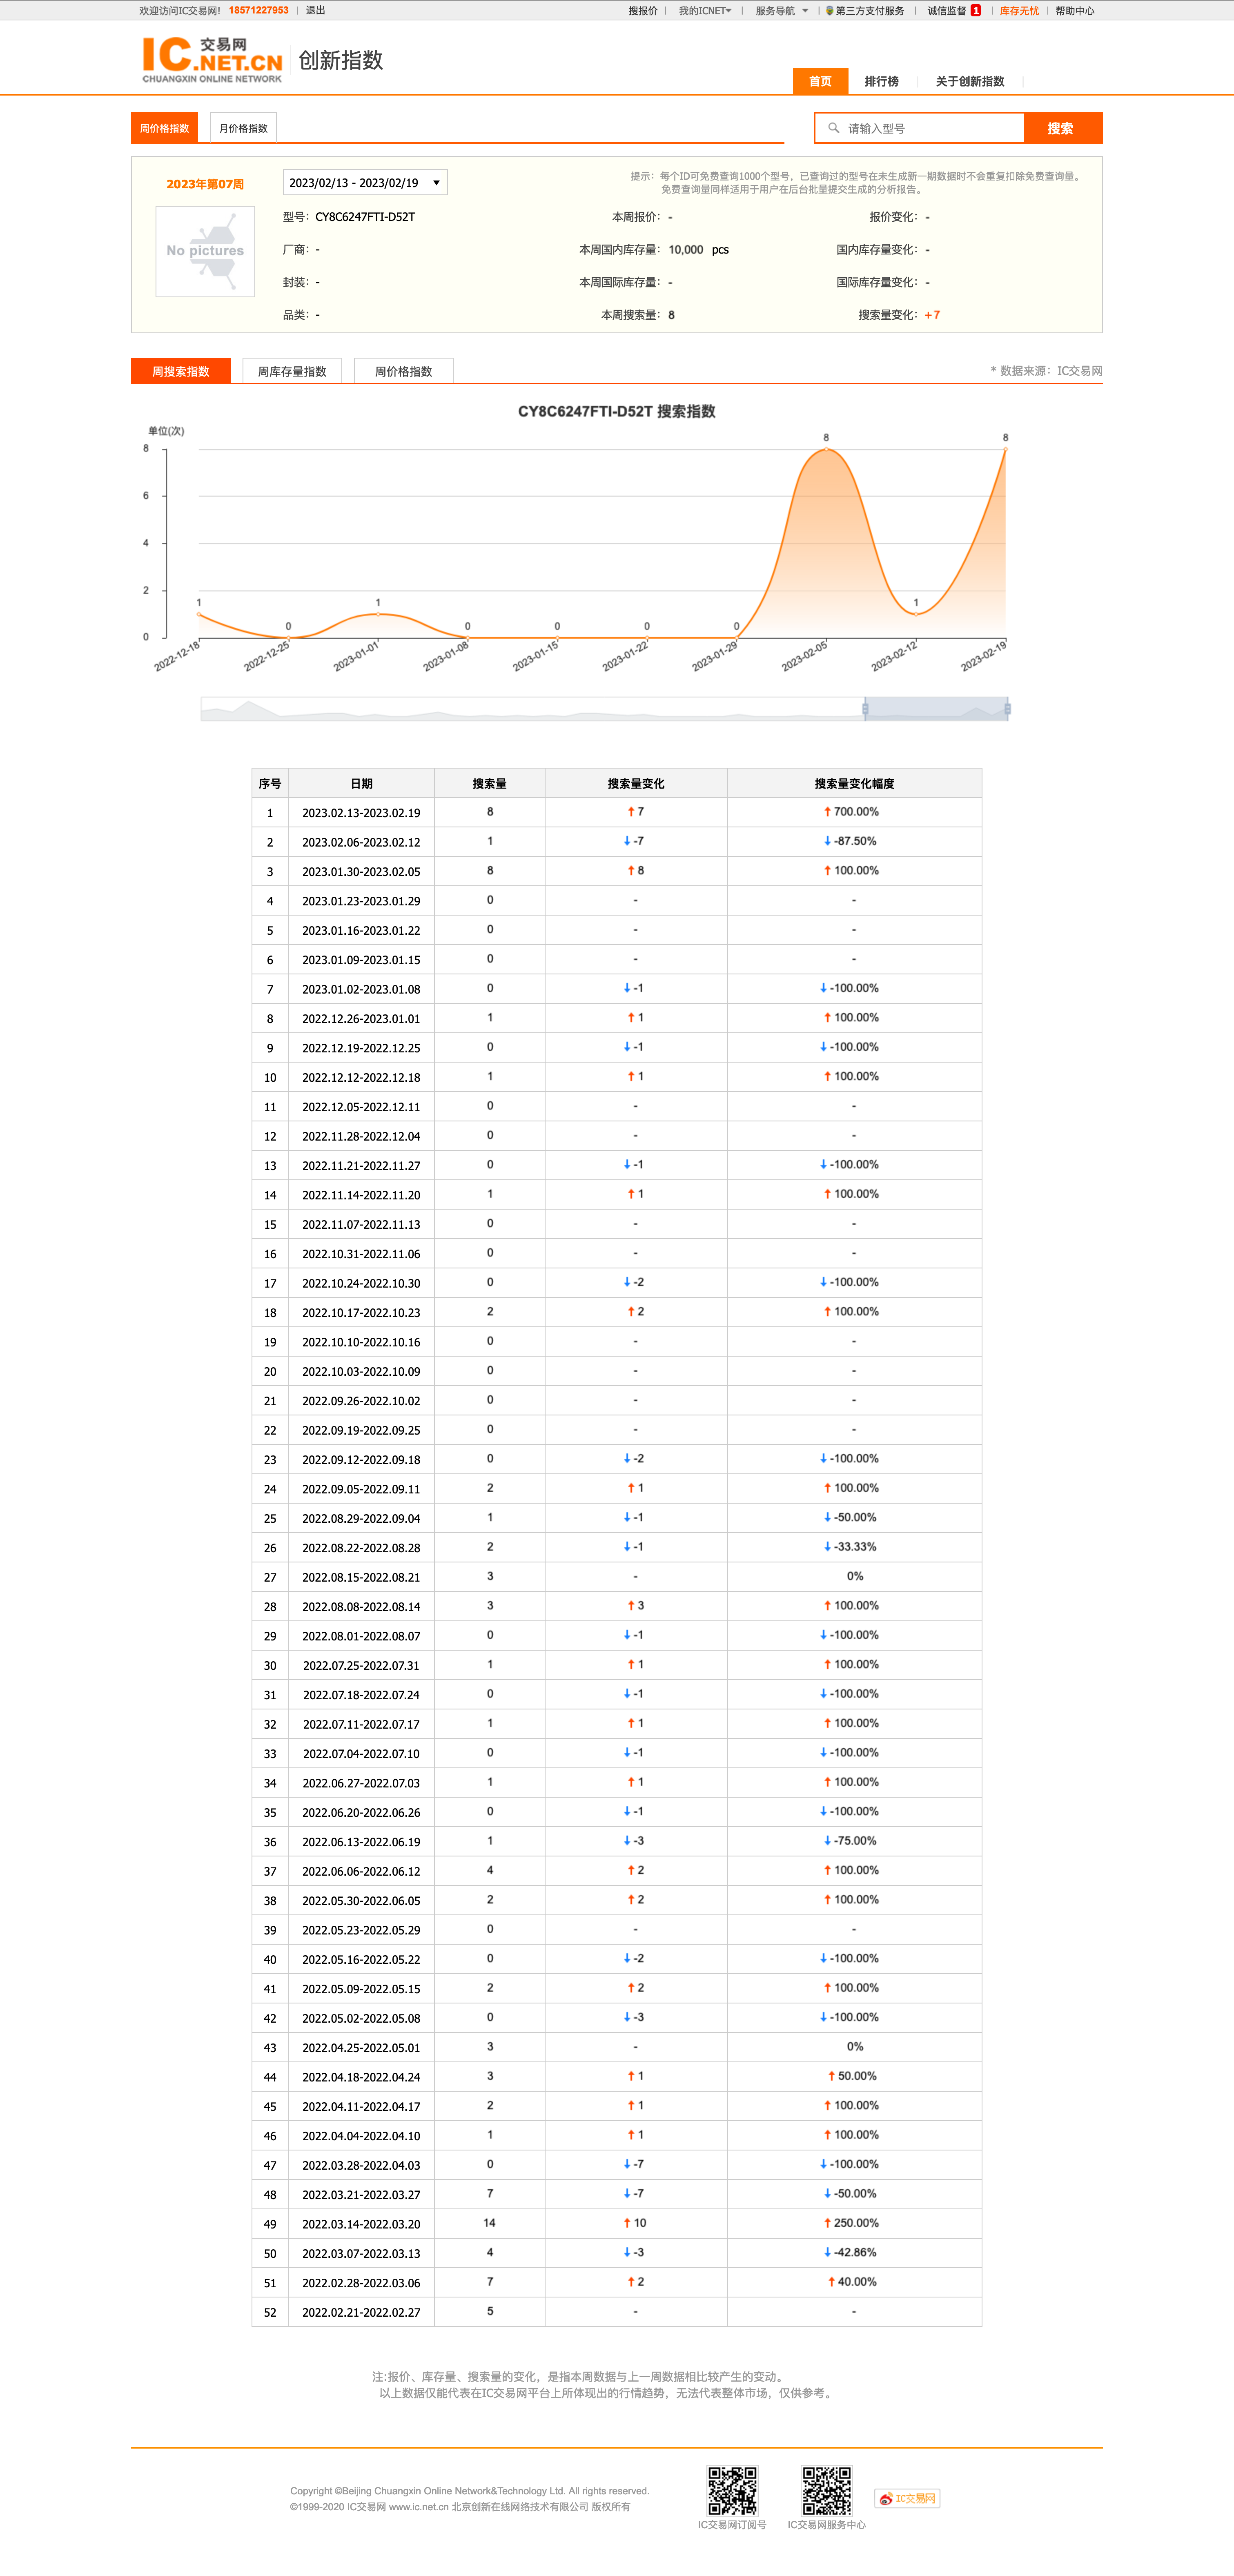 欢迎访问IC交易网! 18571227953 | 退出 搜报价 | 我的ICNET | 服务导航 | 第三方支付服务 | 诚信监督 1 | 库存无忧 | 帮助中心
IC 交易网 .NET.CN CHUANGXIN ONLINE NETWORK 创新指数
首页 排行榜 关于创新指数
周价格指数 月价格指数 请输入型号 搜索
2023年第07周 2023/02/13 - 2023/02/19
提示：每个ID可免费查询1000个型号，已查询过的型号在未生成新一期数据时不会重复扣除免费查询量。
免费查询量同样适用于用户在后台批量提交生成的分析报告。
No pictures
型号：CY8C6247FTI-D52T 本周报价：- 报价变化：-
厂商：- 本周国内库存量：10,000 pcs 国内库存量变化：-
封装：- 本周国际库存量：- 国际库存量变化：-
品类：- 本周搜索量：8 搜索量变化：+7
周搜索指数 周库存量指数 周价格指数 * 数据来源：IC交易网
CY8C6247FTI-D52T 搜索指数
单位(次)
8
6
4
2
0
1 0 1 0 0 0 0 8 1 8
2022-12-18 2022-12-25 2023-01-01 2023-01-08 2023-01-15 2023-01-22 2023-01-29 2023-02-05 2023-02-12 2023-02-19
序号 日期 搜索量 搜索量变化 搜索量变化幅度
1 2023.02.13-2023.02.19 8 ↑7 ↑700.00%
2 2023.02.06-2023.02.12 1 ↓-7 ↓-87.50%
3 2023.01.30-2023.02.05 8 ↑8 ↑100.00%
4 2023.01.23-2023.01.29 0 - -
5 2023.01.16-2023.01.22 0 - -
6 2023.01.09-2023.01.15 0 - -
7 2023.01.02-2023.01.08 0 ↓-1 ↓-100.00%
8 2022.12.26-2023.01.01 1 ↑1 ↑100.00%
9 2022.12.19-2022.12.25 0 ↓-1 ↓-100.00%
10 2022.12.12-2022.12.18 1 ↑1 ↑100.00%
11 2022.12.05-2022.12.11 0 - -
12 2022.11.28-2022.12.04 0 - -
13 2022.11.21-2022.11.27 0 ↓-1 ↓-100.00%
14 2022.11.14-2022.11.20 1 ↑1 ↑100.00%
15 2022.11.07-2022.11.13 0 - -
16 2022.10.31-2022.11.06 0 - -
17 2022.10.24-2022.10.30 0 ↓-2 ↓-100.00%
18 2022.10.17-2022.10.23 2 ↑2 ↑100.00%
19 2022.10.10-2022.10.16 0 - -
20 2022.10.03-2022.10.09 0 - -
21 2022.09.26-2022.10.02 0 - -
22 2022.09.19-2022.09.25 0 - -
23 2022.09.12-2022.09.18 0 ↓-2 ↓-100.00%
24 2022.09.05-2022.09.11 2 ↑1 ↑100.00%
25 2022.08.29-2022.09.04 1 ↓-1 ↓-50.00%
26 2022.08.22-2022.08.28 2 ↓-1 ↓-33.33%
27 2022.08.15-2022.08.21 3 - 0%
28 2022.08.08-2022.08.14 3 ↑3 ↑100.00%
29 2022.08.01-2022.08.07 0 ↓-1 ↓-100.00%
30 2022.07.25-2022.07.31 1 ↑1 ↑100.00%
31 2022.07.18-2022.07.24 0 ↓-1 ↓-100.00%
32 2022.07.11-2022.07.17 1 ↑1 ↑100.00%
33 2022.07.04-2022.07.10 0 ↓-1 ↓-100.00%
34 2022.06.27-2022.07.03 1 ↑1 ↑100.00%
35 2022.06.20-2022.06.26 0 ↓-1 ↓-100.00%
36 2022.06.13-2022.06.19 1 ↓-3 ↓-75.00%
37 2022.06.06-2022.06.12 4 ↑2 ↑100.00%
38 2022.05.30-2022.06.05 2 ↑2 ↑100.00%
39 2022.05.23-2022.05.29 0 - -
40 2022.05.16-2022.05.22 0 ↓-2 ↓-100.00%
41 2022.05.09-2022.05.15 2 ↑2 ↑100.00%
42 2022.05.02-2022.05.08 0 ↓-3 ↓-100.00%
43 2022.04.25-2022.05.01 3 - 0%
44 2022.04.18-2022.04.24 3 ↑1 ↑50.00%
45 2022.04.11-2022.04.17 2 ↑1 ↑100.00%
46 2022.04.04-2022.04.10 1 ↑1 ↑100.00%
47 2022.03.28-2022.04.03 0 ↓-7 ↓-100.00%
48 2022.03.21-2022.03.27 7 ↓-7 ↓-50.00%
49 2022.03.14-2022.03.20 14 ↑10 ↑250.00%
50 2022.03.07-2022.03.13 4 ↓-3 ↓-42.86%
51 2022.02.28-2022.03.06 7 ↑2 ↑40.00%
52 2022.02.21-2022.02.27 5 - -
注:报价、库存量、搜索量的变化，是指本周数据与上一周数据相比较产生的变动。
以上数据仅能代表在IC交易网平台上所体现出的行情趋势，无法代表整体市场，仅供参考。
Copyright ©Beijing Chuangxin Online Network&Technology Ltd. All rights reserved.
©1999-2020 IC交易网 www.ic.net.cn 北京创新在线网络技术有限公司 版权所有
IC交易网订阅号 IC交易网服务中心 IC交易网